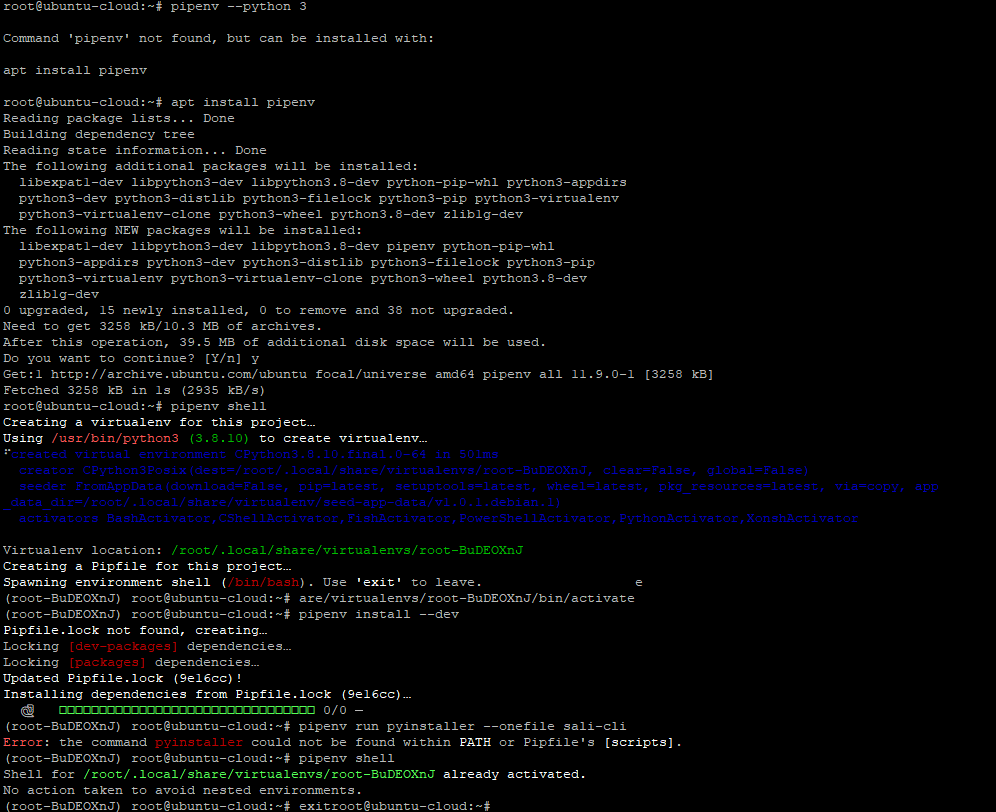 root@ubuntu-cloud:~# pipenv --python 3
Command 'pipenv' not found, but can be installed with:
apt install pipenv
root@ubuntu-cloud:~# apt install pipenv
Reading package lists... Done
Building dependency tree
Reading state information... Done
The following additional packages will be installed:
  libexpat1-dev libpython3-dev libpython3.8-dev python-pip-whl python3-appdirs
  python3-dev python3-distlib python3-filelock python3-pip python3-virtualenv
  python3-virtualenv-clone python3-wheel python3.8-dev zlib1g-dev
The following NEW packages will be installed:
  libexpat1-dev libpython3-dev libpython3.8-dev pipenv python-pip-whl
  python3-appdirs python3-dev python3-distlib python3-filelock python3-pip
  python3-virtualenv python3-virtualenv-clone python3-wheel python3.8-dev
  zlib1g-dev
0 upgraded, 15 newly installed, 0 to remove and 38 not upgraded.
Need to get 3258 kB/10.3 MB of archives.
After this operation, 39.5 MB of additional disk space will be used.
Do you want to continue? [Y/n] y
Get:1 http://archive.ubuntu.com/ubuntu focal/universe amd64 pipenv all 11.9.0-1 [3258 kB]
Fetched 3258 kB in 1s (2935 kB/s)
root@ubuntu-cloud:~# pipenv shell
Creating a virtualenv for this project…
Using /usr/bin/python3 (3.8.10) to create virtualenv…
⠋created virtual environment CPython3.8.10.final.0-64 in 501ms
  creator CPython3Posix(dest=/root/.local/share/virtualenvs/root-BuDEOXnJ, clear=False, global=False)
  seeder FromAppData(download=False, pip=latest, setuptools=latest, wheel=latest, pkg_resources=latest, via=copy, app
_data_dir=/root/.local/share/virtualenv/seed-app-data/v1.0.1.debian.1)
  activators BashActivator,CShellActivator,FishActivator,PowerShellActivator,PythonActivator,XonshActivator
Virtualenv location: /root/.local/share/virtualenvs/root-BuDEOXnJ
Creating a Pipfile for this project…
Spawning environment shell (/bin/bash). Use 'exit' to leave. e
(root-BuDEOXnJ) root@ubuntu-cloud:~# are/virtualenvs/root-BuDEOXnJ/bin/activate
(root-BuDEOXnJ) root@ubuntu-cloud:~# pipenv install --dev
Pipfile.lock not found, creating…
Locking [dev-packages] dependencies…
Locking [packages] dependencies…
Updated Pipfile.lock (9e16cc)!
Installing dependencies from Pipfile.lock (9e16cc)…
0/0 —
(root-BuDEOXnJ) root@ubuntu-cloud:~# pipenv run pyinstaller --onefile sali-cli
Error: the command pyinstaller could not be found within PATH or Pipfile's [scripts].
(root-BuDEOXnJ) root@ubuntu-cloud:~# pipenv shell
Shell for /root/.local/share/virtualenvs/root-BuDEOXnJ already activated.
No action taken to avoid nested environments.
(root-BuDEOXnJ) root@ubuntu-cloud:~# exitroot@ubuntu-cloud:~#